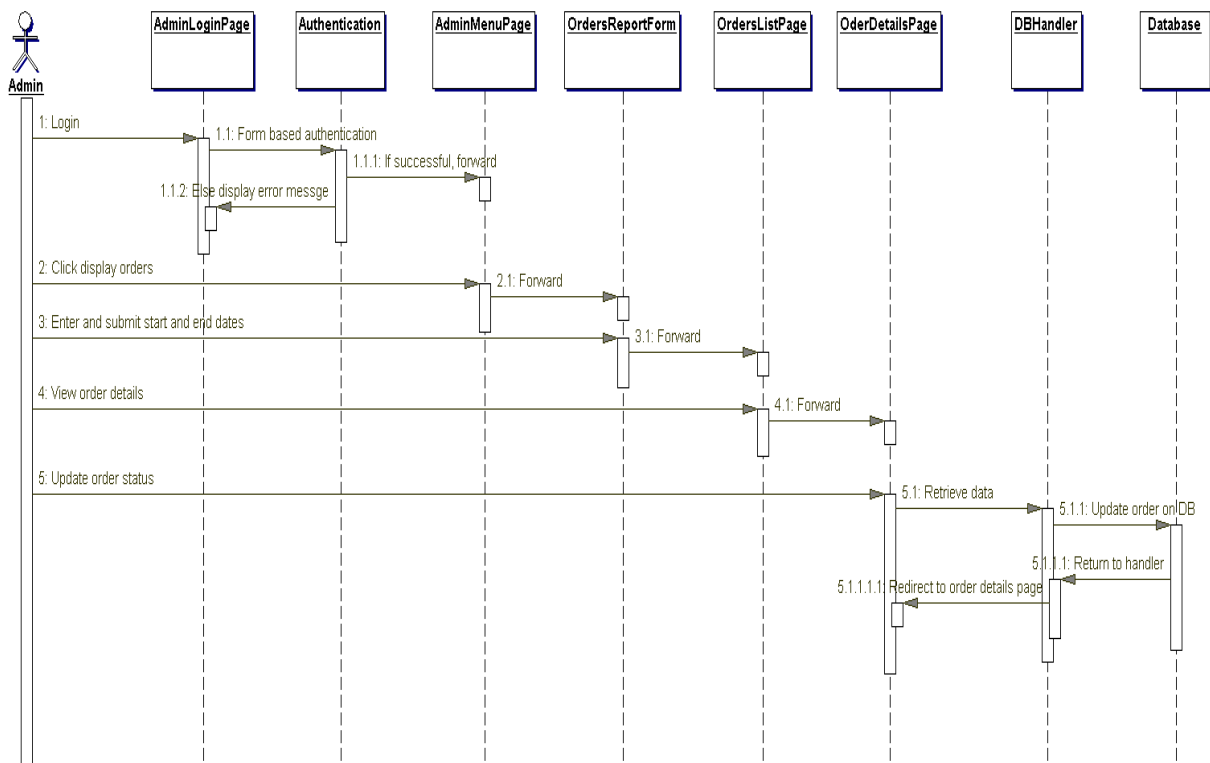 AdminLoginPage
Authentication
AdminMenuPage
OrdersReportForm
OrdersListPage
OderDetailsPage
DBHandler
Database
Admin
1: Login
1.1: Form based authentication
1.1.1: If successful, forward
1.1.2: Else display error messge
2: Click display orders
2.1: Forward
3: Enter and submit start and end dates
3.1: Forward
4: View order details
4.1: Forward
5: Update order status
5.1: Retrieve data
5.1.1: Update order on DB
5.1.1.1: Return to handler
5.1.1.1.1: Redirect to order details page